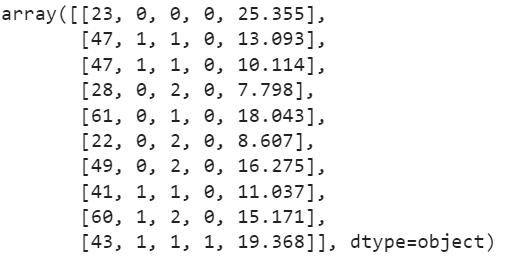 array([[23, 0, 0, 0, 25.355],
[47, 1, 1, 0, 13.093],
[47, 1, 1, 0, 10.114],
[28, 0, 2, 0, 7.798],
[61, 0, 1, 0, 18.043],
[22, 0, 2, 0, 8.607],
[49, 0, 2, 0, 16.275],
[41, 1, 1, 0, 11.037],
[60, 1, 2, 0, 15.171],
[43, 1, 1, 1, 19.368]], dtype=object)